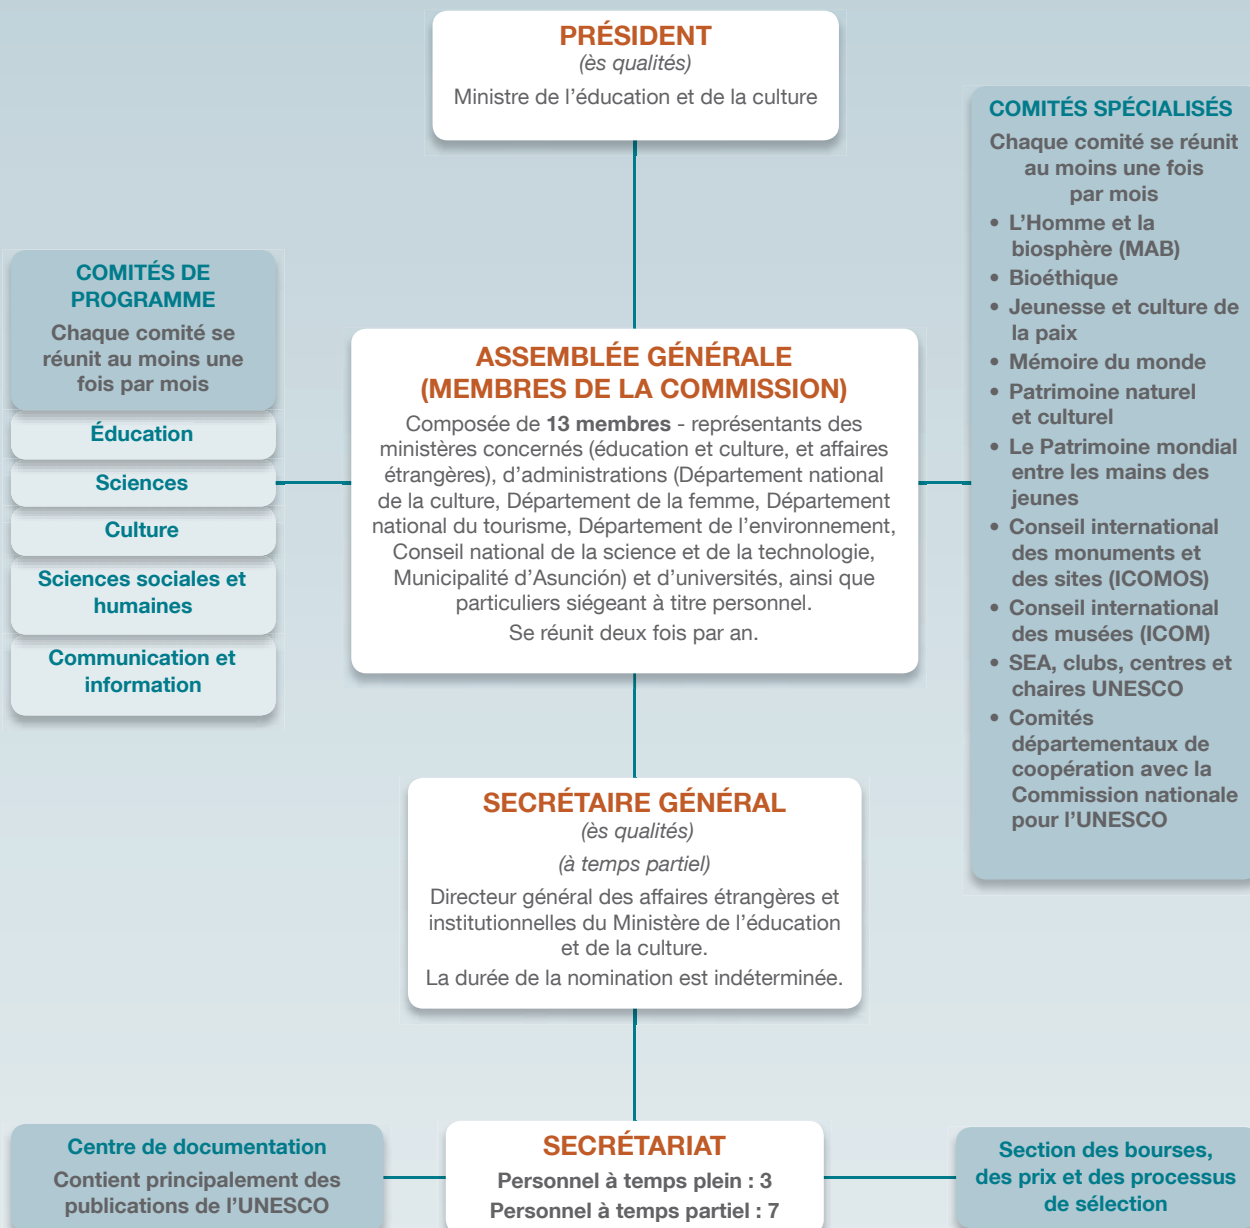 PRÉSIDENT
(ès qualités)
Ministre de l’éducation et de la culture
COMITÉS DE
PROGRAMME
Chaque comité se
réunit au moins une
fois par mois
Éducation
Sciences
Culture
Sciences sociales et
humaines
Communication et
information
ASSEMBLÉE GÉNÉRALE
(MEMBRES DE LA COMMISSION)
Composée de 13 membres - représentants des
ministères concernés (éducation et culture, et affaires
étrangères), d’administrations (Département national
de la culture, Département de la femme, Département
national du tourisme, Département de l’environnement,
Conseil national de la science et de la technologie,
Municipalité d’Asunción) et d’universités, ainsi que
particuliers siégeant à titre personnel.
Se réunit deux fois par an.
COMITÉS SPÉCIALISÉS
Chaque comité se réunit
au moins une fois
par mois
• L’Homme et la
biosphère (MAB)
• Bioéthique
• Jeunesse et culture de
la paix
• Mémoire du monde
• Patrimoine naturel
et culturel
• Le Patrimoine mondial
entre les mains des
jeunes
• Conseil international
des monuments et
des sites (ICOMOS)
• Conseil international
des musées (ICOM)
• SEA, clubs, centres et
chaires UNESCO
• Comités
départementaux de
coopération avec la
Commission nationale
pour l’UNESCO
SECRÉTAIRE GÉNÉRAL
(ès qualités)
(à temps partiel)
Directeur général des affaires étrangères et
institutionnelles du Ministère de l’éducation
et de la culture.
La durée de la nomination est indéterminée.
Centre de documentation
Contient principalement des
publications de l’UNESCO
SECRÉTARIAT
Personnel à temps plein : 3
Personnel à temps partiel : 7
Section des bourses,
des prix et des processus
de sélection